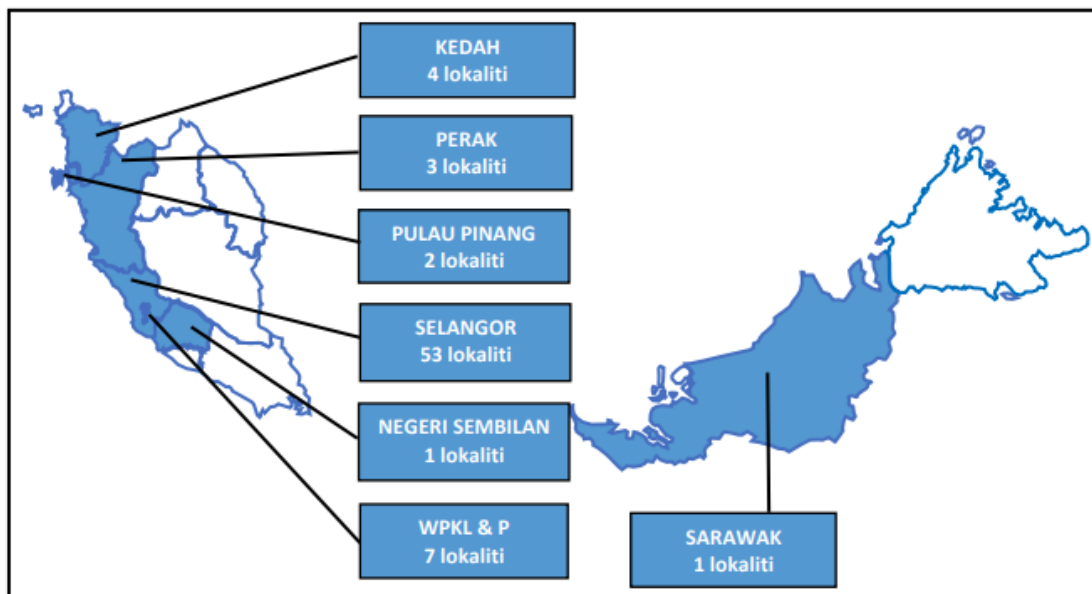 KEDAH
4 lokaliti
PERAK
3 lokaliti
PULAU PINANG
2 lokaliti
SELANGOR
53 lokaliti
NEGERI SEMBILAN
1 lokaliti
WPKL & P
7 lokaliti
SARAWAK
1 lokaliti